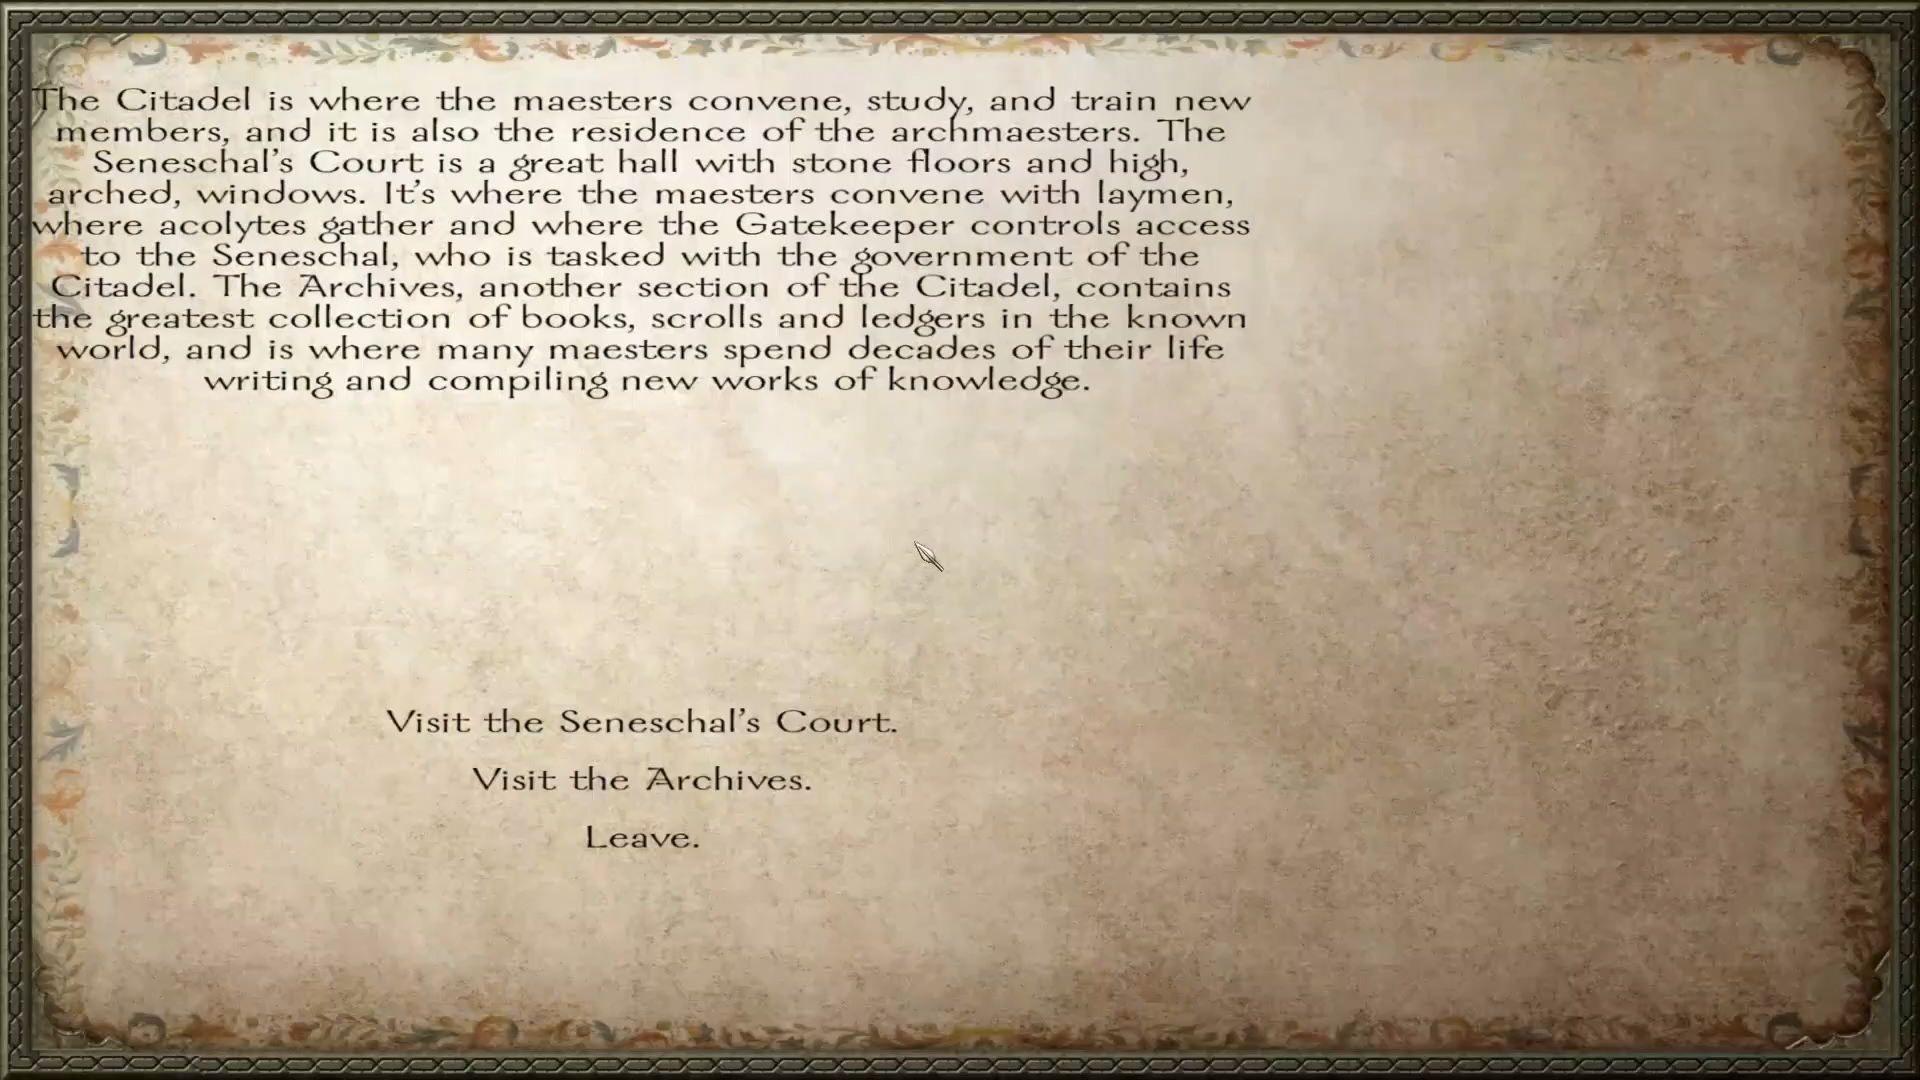 The Citadel is where the maesters convene, study, and train new
members, and it is also the residence of the archmaesters. The
Seneschal's Court is a great hall with stone floors and high,
arched, windows. It's where the maesters convene with laymen,
where acolytes gather and where the Gatekeeper controls access
to the Seneschal, who is tasked with the government of the
Citadel. The Archives, another section of the Citadel, contains
the greatest collection of books, scrolls and ledgers in the known
world, and is where many maesters spend decades of their life
writing and compiling new works of knowledge.
Visit the Seneschal's Court.
Visit the Archives.
Leave.